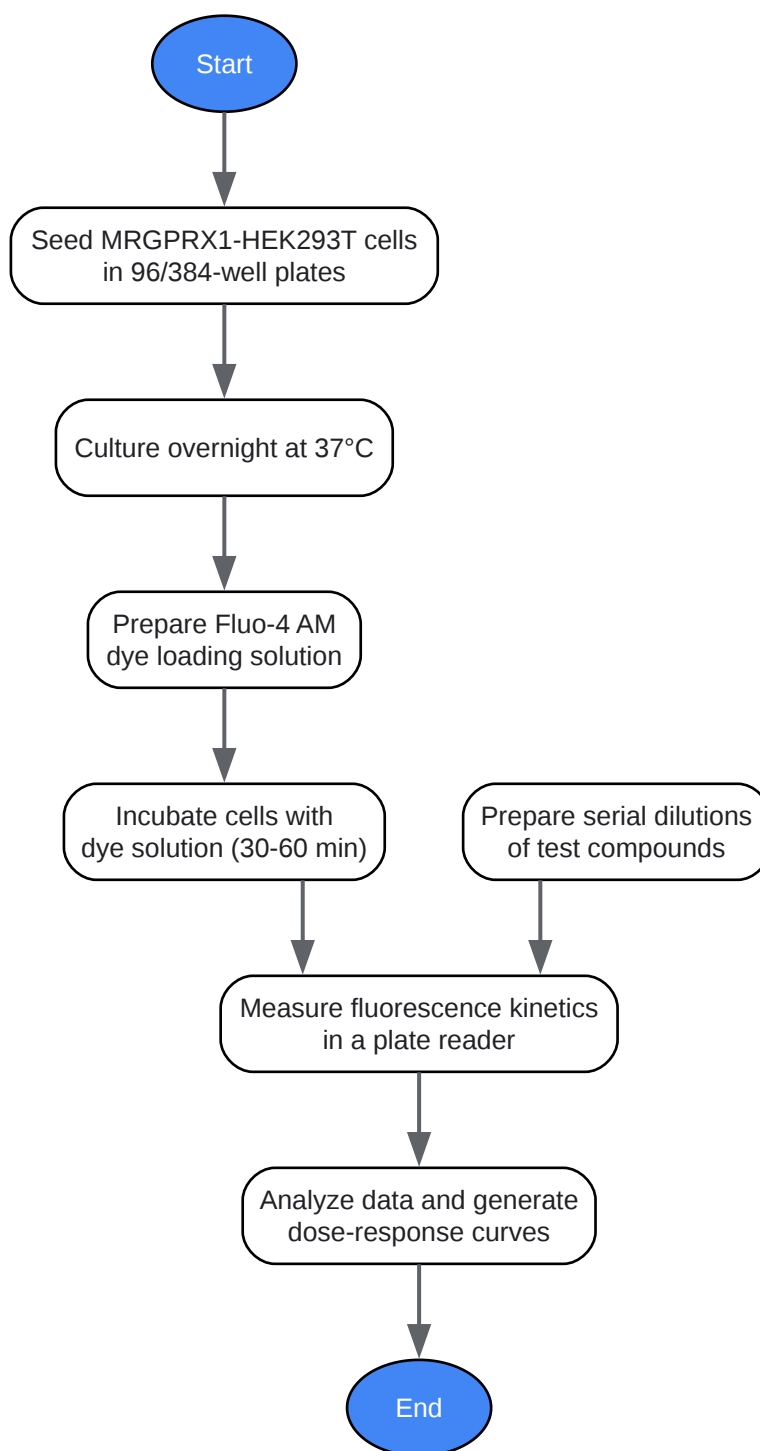 Start
Seed MRGPRX1-HEK293T cells
in 96/384-well plates
Culture overnight at 37°C
Prepare Fluo-4 AM
dye loading solution
Incubate cells with
dye solution (30-60 min)
Prepare serial dilutions
of test compounds
Measure fluorescence kinetics
in a plate reader
Analyze data and generate
dose-response curves
End